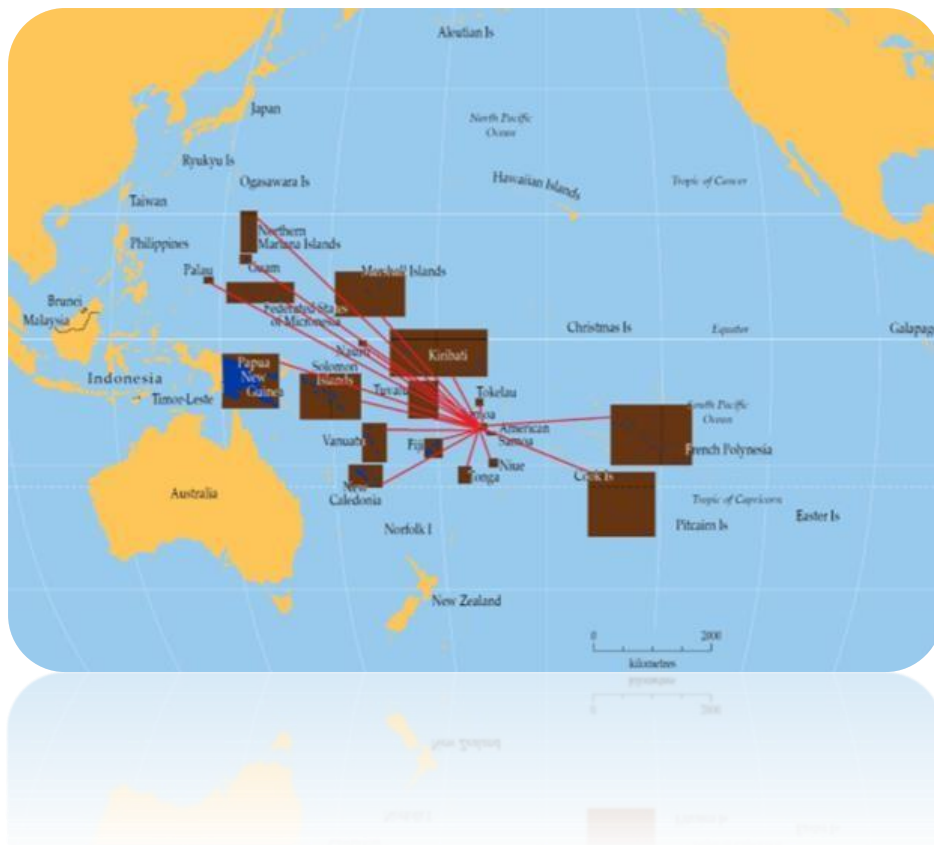 Aleutian Is
Japan
North Pacific
Ocean
Ryukyu Is
Ogasawara Is
Hawaiian Islands
Tropic of Cancer
Taiwan
Philippines
Northern
Mariana Islands
Palau
Guam
Marshall Islands
Brunei
Malaysia
Federated States
of Micronesia
Christmas Is
Equator
Galapag
Nauru
Kiribati
Papua
New
Guinea
Solomon
Islands
Indonesia
Timor-Leste
Tuvalu
Tokelau
South Pacific
Ocean
American
Samoa
Vanuatu
Fiji
French Polynesia
Niue
Tonga
Cook Is
New
Caledonia
Australia
Tropic of Capricorn
Easter Is
Pitcairn Is
Norfolk I
New Zealand
0 2000
kilometres